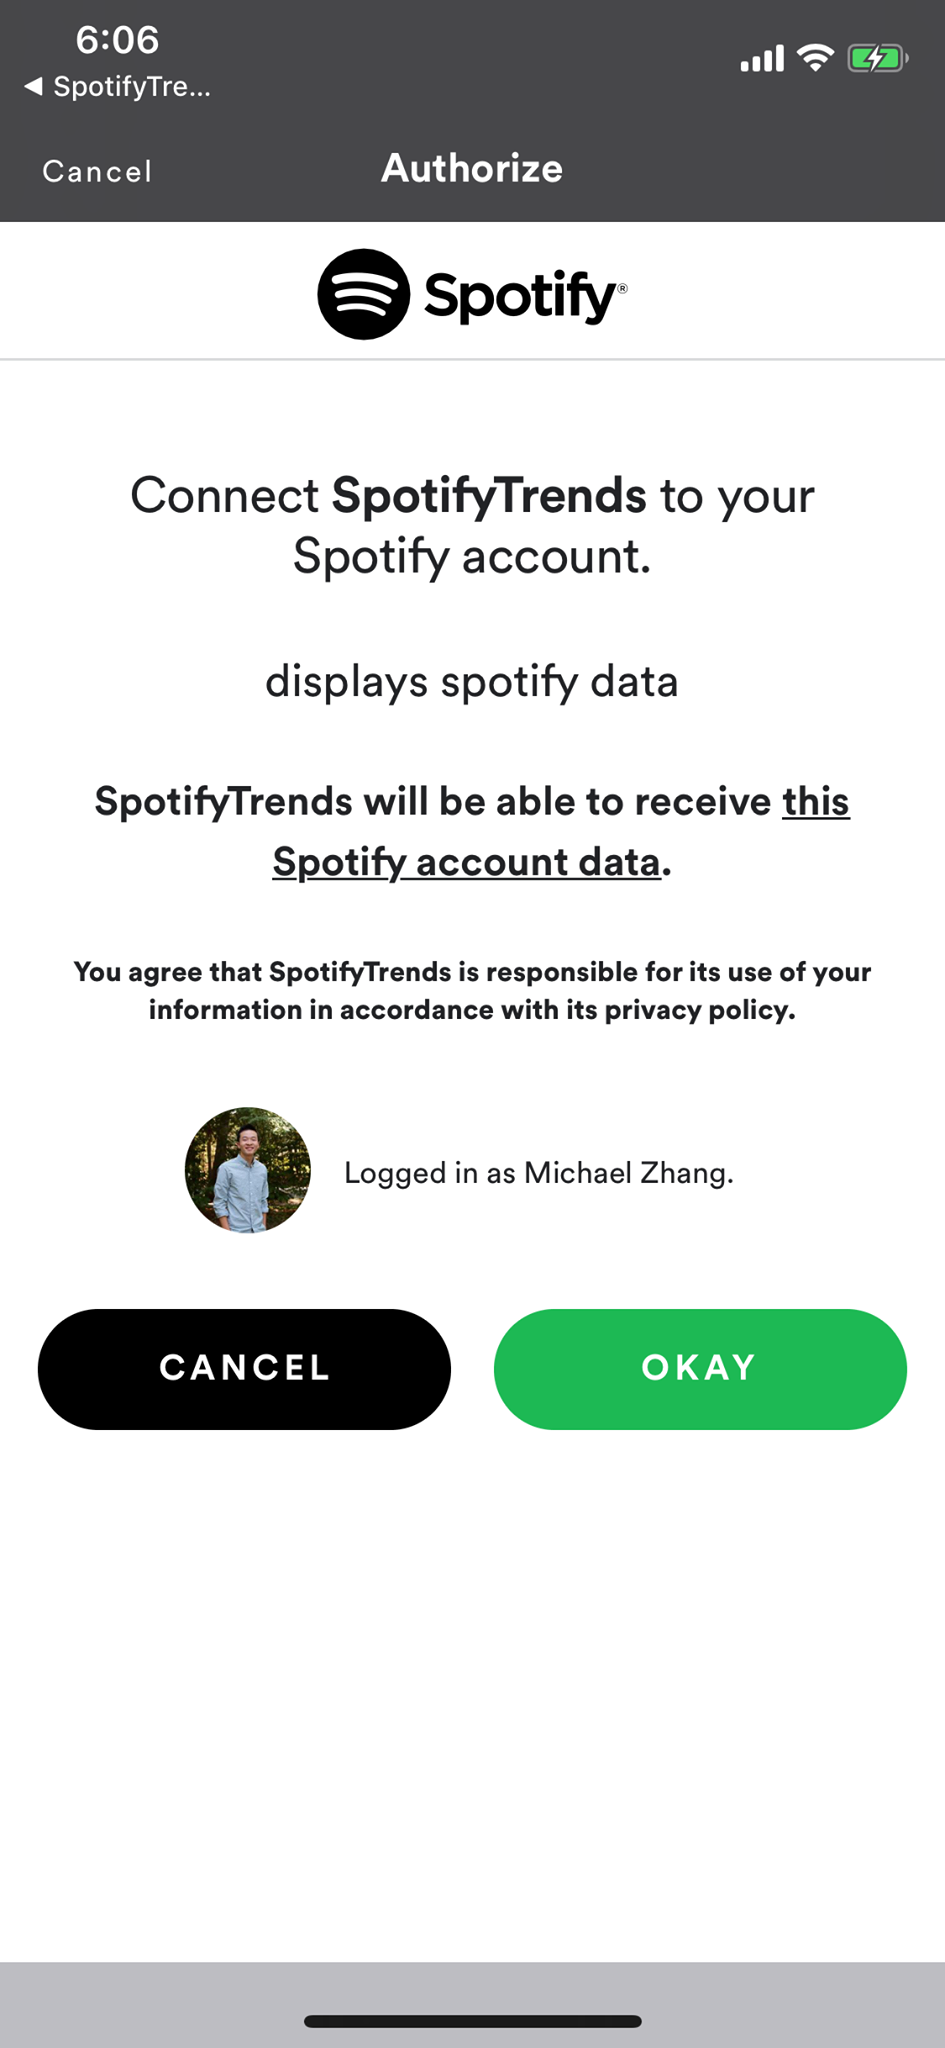 6:06
◀ SpotifyTre...
Cancel
Authorize
Spotify®
Connect SpotifyTrends to your
Spotify account.
displays spotify data
SpotifyTrends will be able to receive this
Spotify account data.
You agree that SpotifyTrends is responsible for its use of your
information in accordance with its privacy policy.
Logged in as Michael Zhang.
CANCEL
OKAY